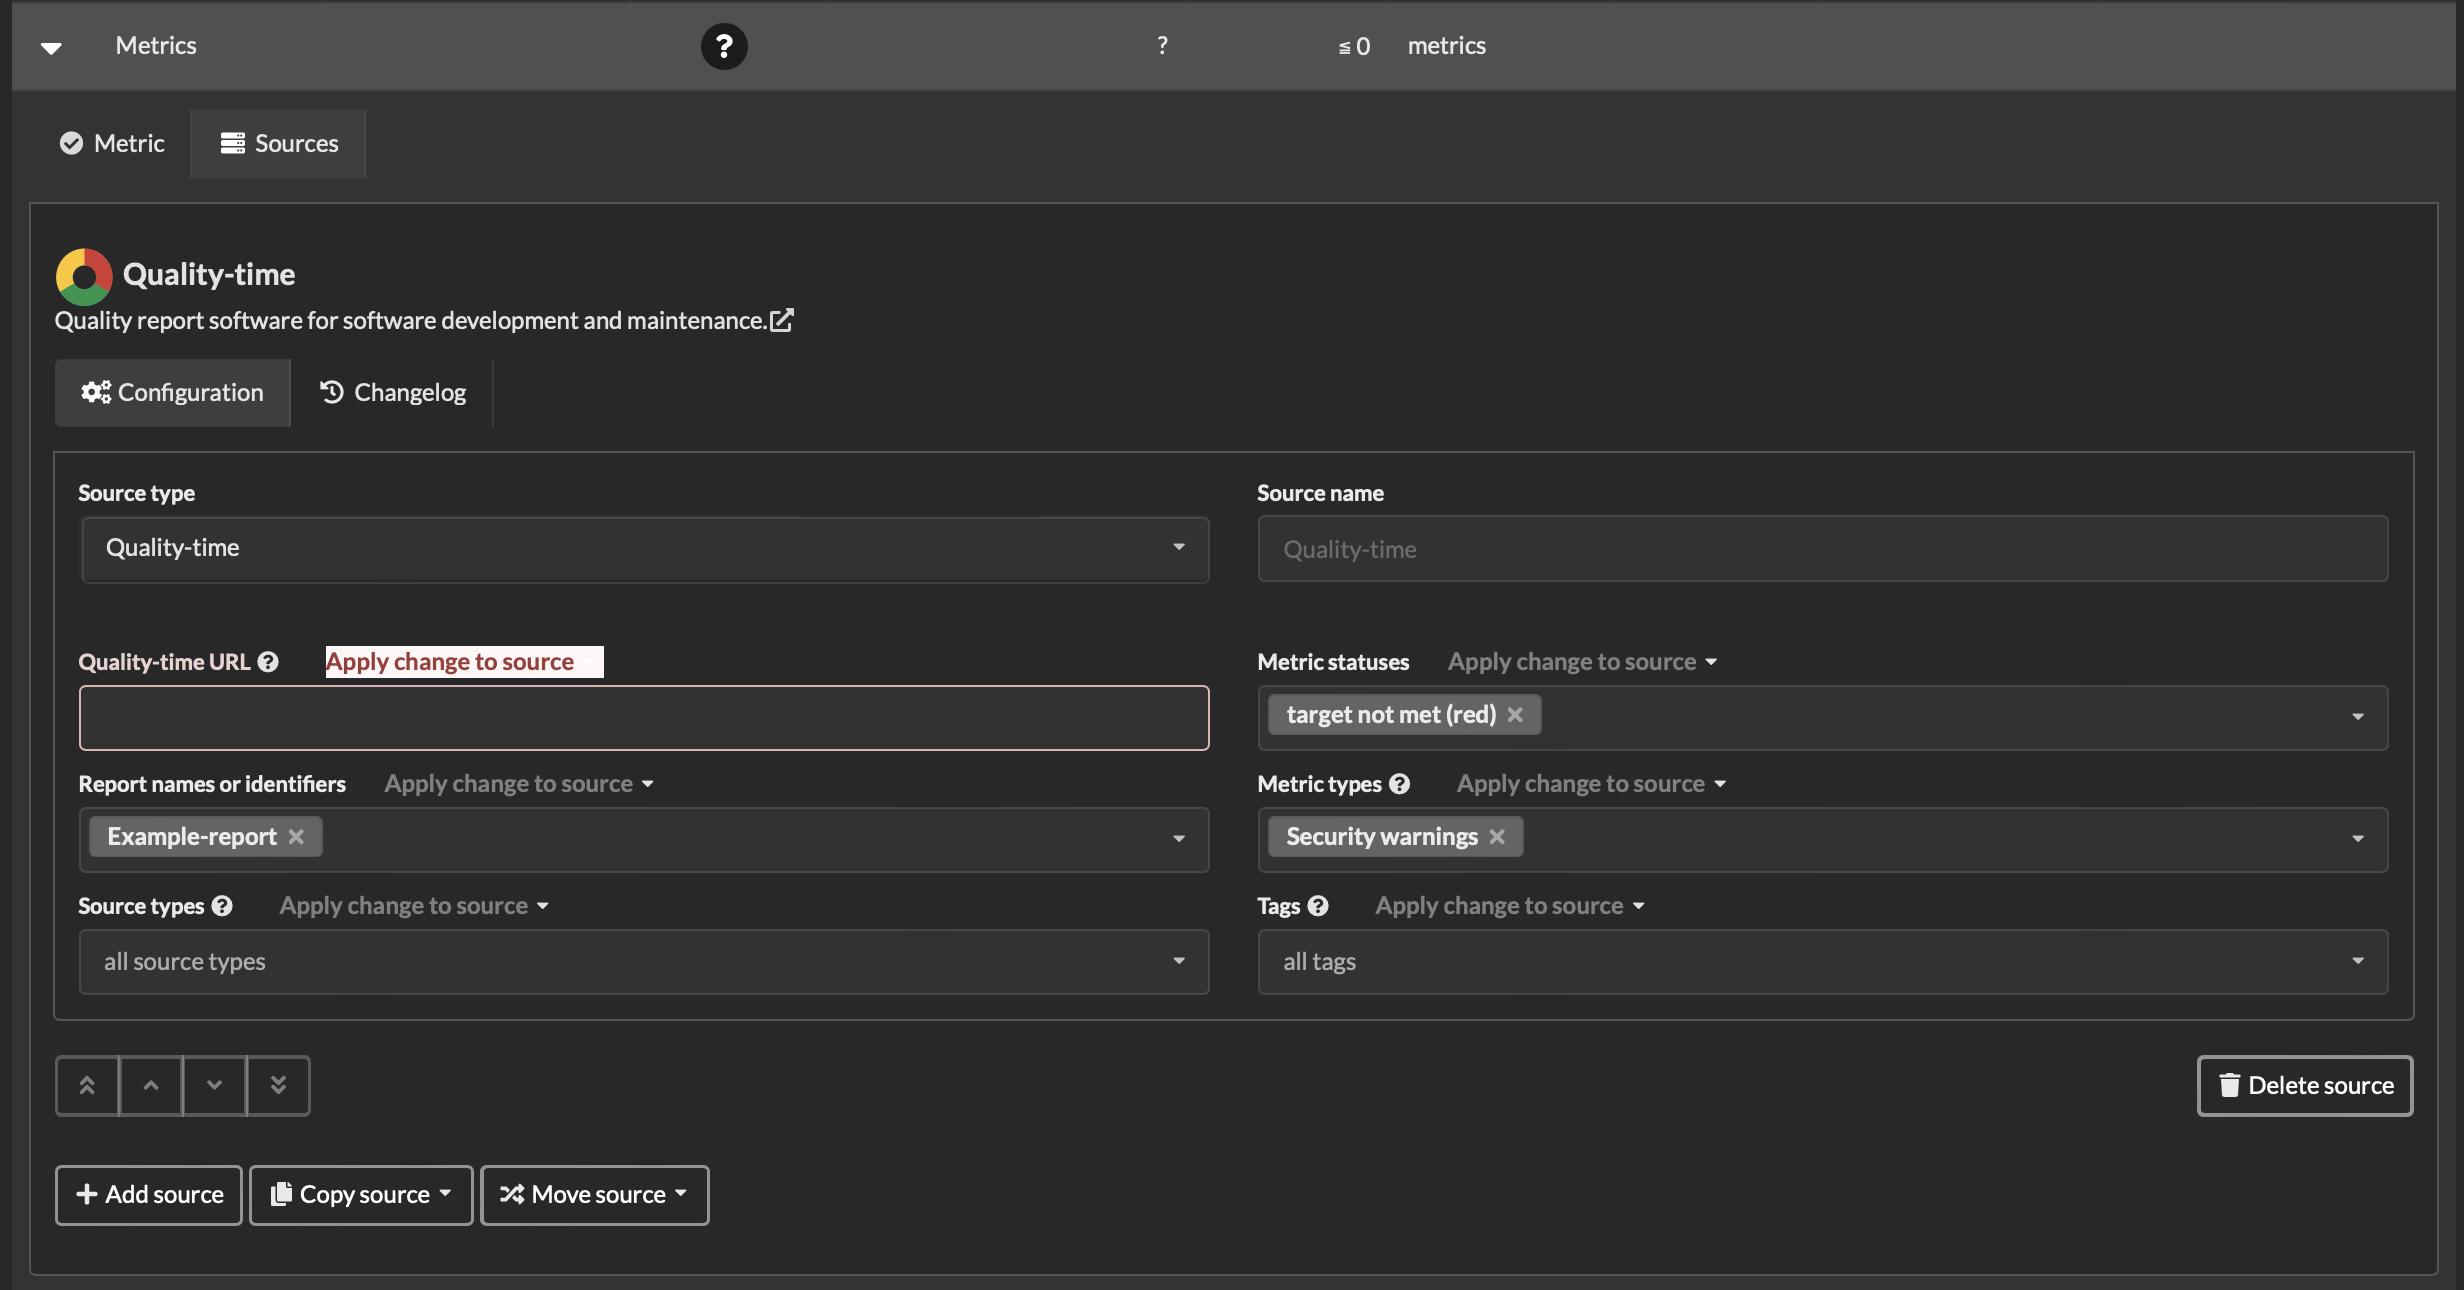 Metrics ? ? ≦ 0 metrics
Metric Sources
Quality-time
Quality report software for software development and maintenance.
Configuration Changelog
Source type Source name
Quality-time Quality-time
Quality-time URL ? Apply change to source Metric statuses Apply change to source
target not met (red)
Report names or identifiers Apply change to source Metric types ? Apply change to source
Example-report Security warnings
Source types ? Apply change to source Tags ? Apply change to source
all source types all tags
Delete source
Add source Copy source Move source